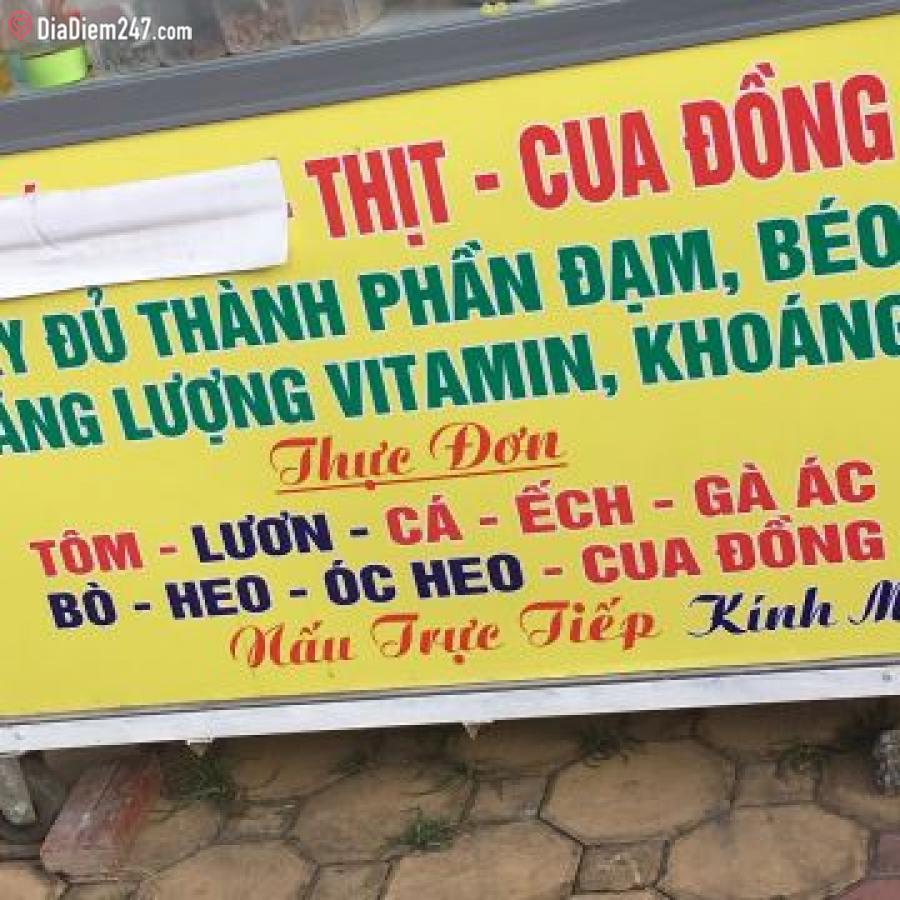 DiaDiem247.com
- THỊT - CUA ĐỒNG
ĐỦ THÀNH PHẦN ĐẠM, BÉO
LƯỢNG VITAMIN, KHOÁNG
Thực Đơn
TÔM - LƯƠN - CÁ - ẾCH - GÀ ÁC
BÒ - HEO - ÓC HEO - CUA ĐỒNG
Nấu Trực Tiếp Kính